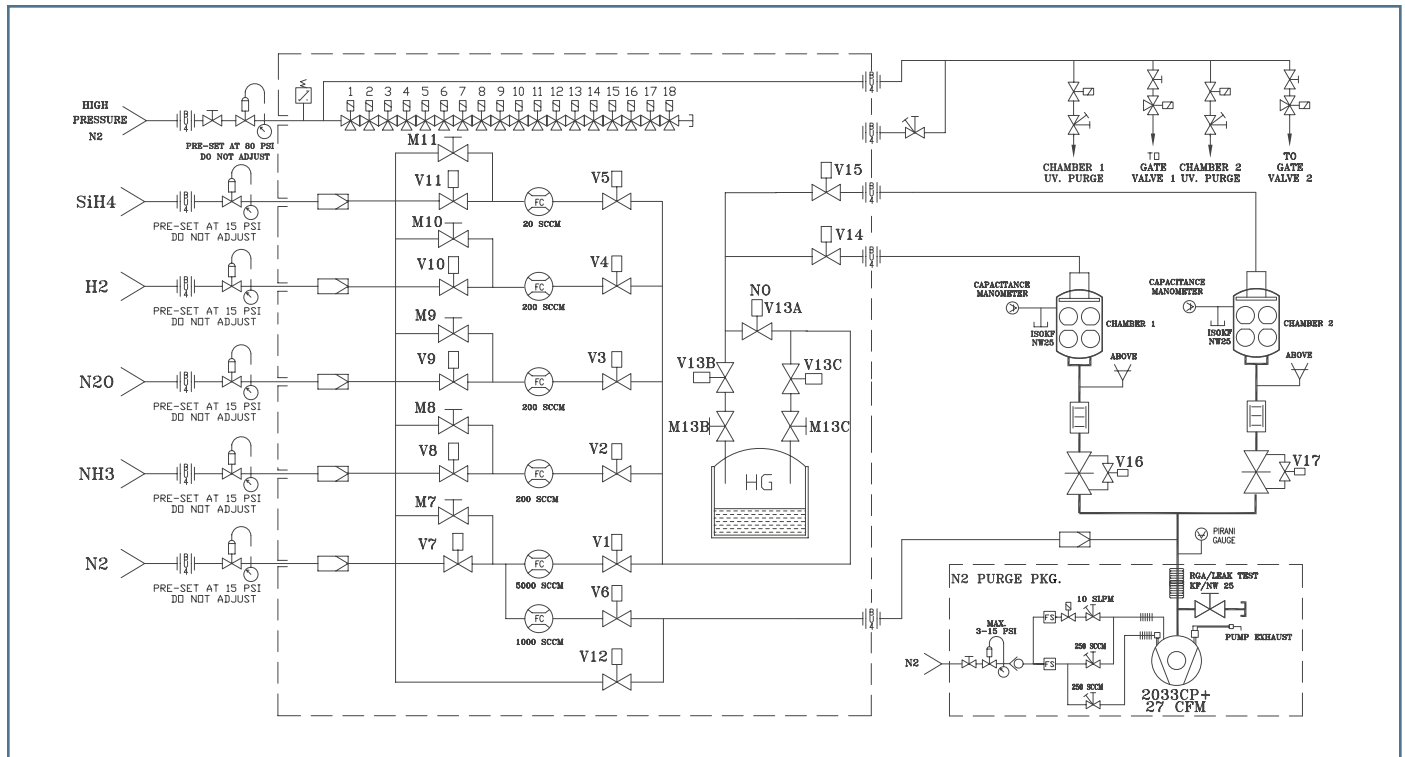 HIGH
PRESSURE
N2
PRE-SET AT 80 PSI
DO NOT ADJUST
1 2 3 4 5 6 7 8 9 10 11 12 13 14 15 16 17 18
CHAMBER 1
UV. PURGE
TO
GATE
VALVE 1
CHAMBER 2
UV. PURGE
TO
GATE
VALVE 2
SiH4
PRE-SET AT 15 PSI
DO NOT ADJUST
M11
V11
FC
20 SCCM
V5
V15
H2
PRE-SET AT 15 PSI
DO NOT ADJUST
M10
V10
FC
200 SCCM
V4
V14
N2O
PRE-SET AT 15 PSI
DO NOT ADJUST
M9
V9
FC
200 SCCM
V3
NO
V13A
V13B
V13C
M13B
M13C
HG
NH3
PRE-SET AT 15 PSI
DO NOT ADJUST
M8
V8
FC
200 SCCM
V2
N2
PRE-SET AT 15 PSI
DO NOT ADJUST
M7
V7
FC
5000 SCCM
V1
FC
1000 SCCM
V6
V12
CAPACITANCE
MANOMETER
ISOKF
NW25
CHAMBER 1
ABOVE
V16
CAPACITANCE
MANOMETER
ISOKF
NW25
CHAMBER 2
ABOVE
V17
PIRANI
GAUGE
N2 PURGE PKG.
RGA/LEAK TEST
KF/NW 25
10 SLPM
MAX.
3-15 PSI
FS
PUMP EXHAUST
N2
FS
250 SCCM
250 SCCM
2033CP+
27 CFM